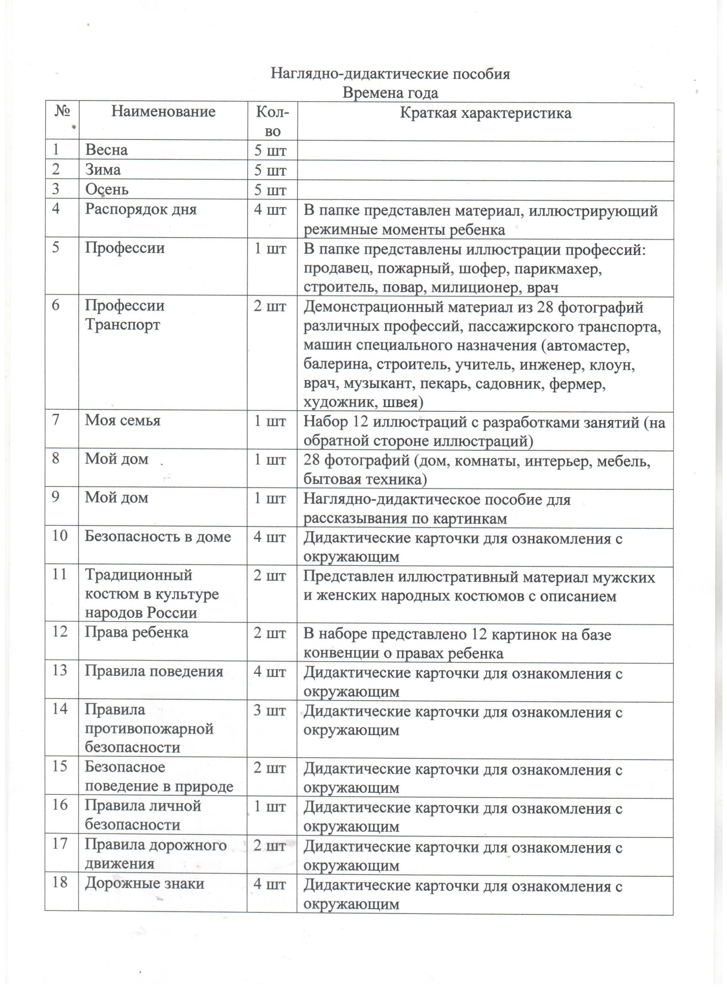 Наглядно-дидактические пособия
Времена года
№ Наименование Кол- Краткая характеристика
во
1 Весна 5 шт
2 Зима 5 шт
3 Осень 5 шт
4 Распорядок дня 4 шт В папке представлен материал, иллюстрирующий
режимные моменты ребенка
5 Профессии 1 шт В папке представлены иллюстрации профессий:
продавец, пожарный, шофер, парикмахер,
строитель, повар, милиционер, врач
6 Профессии 2 шт Демонстрационный материал из 28 фотографий
Транспорт различных профессий, пассажирского транспорта,
машин специального назначения (автомастер,
балерина, строитель, учитель, инженер, клоун,
врач, музыкант, пекарь, садовник, фермер,
художник, швея)
7 Моя семья 1 шт Набор 12 иллюстраций с разработками занятий (на
обратной стороне иллюстраций)
8 Мой дом 1 шт 28 фотографий (дом, комнаты, интерьер, мебель,
бытовая техника)
9 Мой дом 1 шт Наглядно-дидактическое пособие для
рассказывания по картинкам
10 Безопасность в доме 4 шт Дидактические карточки для ознакомления с
окружающим
11 Традиционный 2 шт Представлен иллюстративный материал мужских
костюм в культуре и женских народных костюмов с описанием
народов России
12 Права ребенка 2 шт В наборе представлено 12 картинок на базе
конвенции о правах ребенка
13 Правила поведения 4 шт Дидактические карточки для ознакомления с
окружающим
14 Правила 3 шт Дидактические карточки для ознакомления с
противопожарной окружающим
безопасности
15 Безопасное 2 шт Дидактические карточки для ознакомления с
поведение в природе окружающим
16 Правила личной 1 шт Дидактические карточки для ознакомления с
безопасности окружающим
17 Правила дорожного 2 шт Дидактические карточки для ознакомления с
движения окружающим
18 Дорожные знаки 4 шт Дидактические карточки для ознакомления с
окружающим